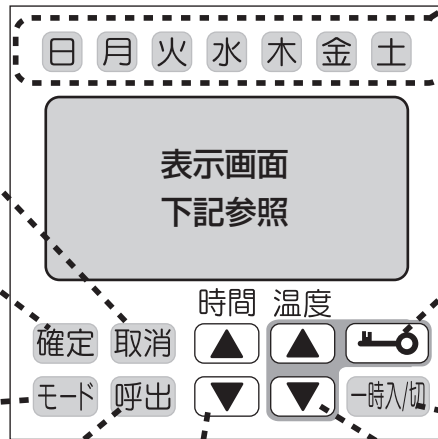 日 月 火 水 木 金 土
表示画面
下記参照
時間 温度
確定 取消 ▲ ▲
モード 呼出 ▼ ▼ 一時入/切